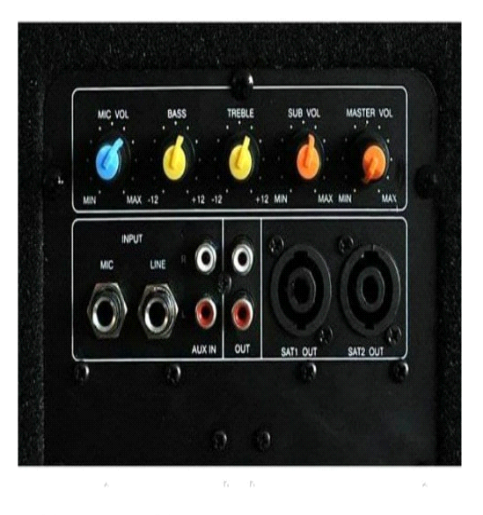 MIC VOL BASS TREBLE SUB VOL MASTER VOL
MIN MAX -12 +12 -12 +12 MIN MAX MIN MAX
INPUT
MIC LINE R
L
AUX IN OUT SAT1 OUT SAT2 OUT